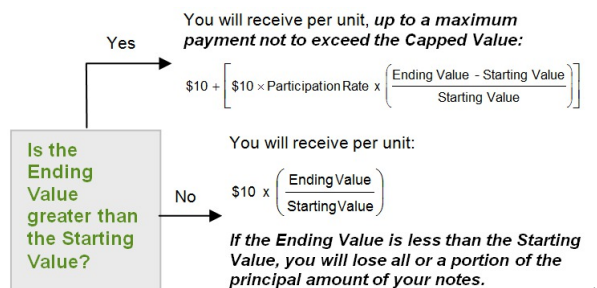 You will receive per unit, up to a maximum
payment not to exceed the Capped Value:
Yes
$10 + [ $10 × Participation Rate x ( Ending Value - Starting Value / Starting Value ) ]
Is the
Ending
Value
greater than
the Starting
Value?
No
You will receive per unit:
$10 x ( Ending Value / Starting Value )
If the Ending Value is less than the Starting
Value, you will lose all or a portion of the
principal amount of your notes.